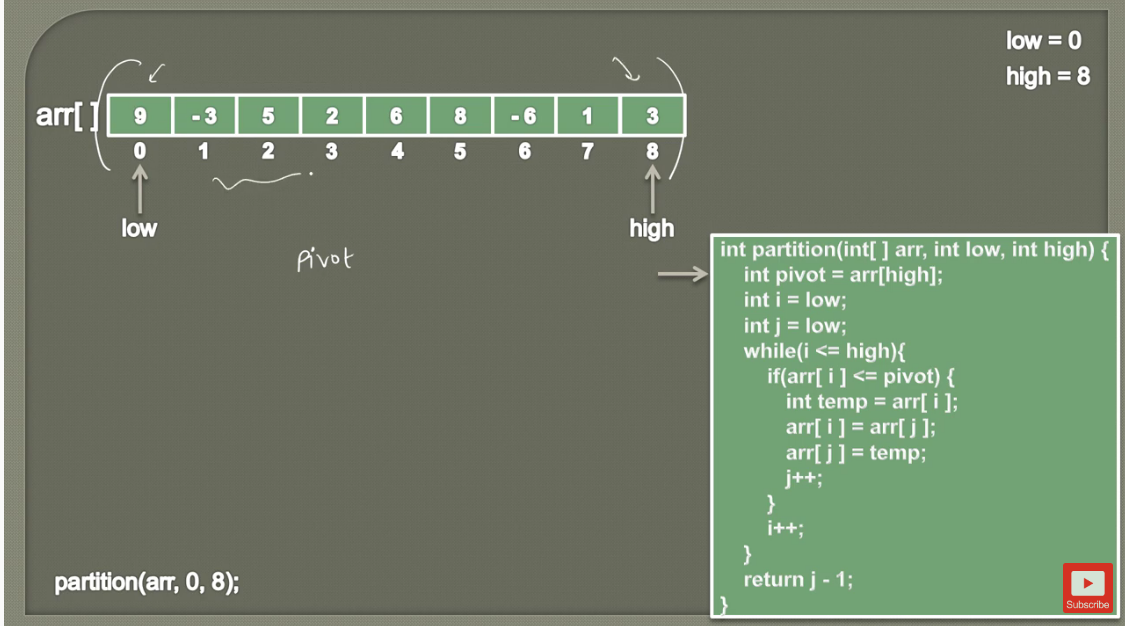 low = 0
high = 8
arr[ ]
9 -3 5 2 6 8 -6 1 3
0 1 2 3 4 5 6 7 8
low high
pivot
int partition(int[ ] arr, int low, int high) {
int pivot = arr[high];
int i = low;
int j = low;
while(i <= high){
if(arr[ i ] <= pivot) {
int temp = arr[ i ];
arr[ i ] = arr[ j ];
arr[ j ] = temp;
j++;
}
i++;
}
return j - 1;
}
partition(arr, 0, 8);
Subscribe